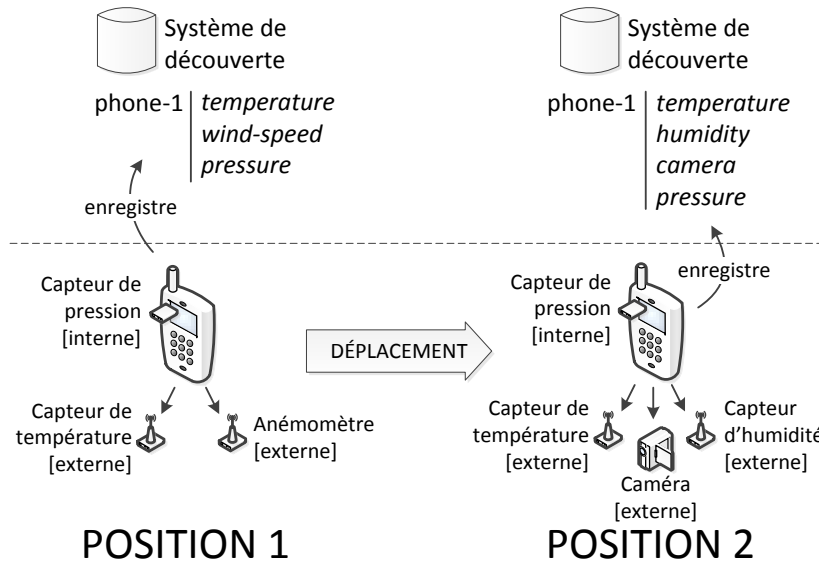 Système de
découverte
phone-1
temperature
wind-speed
pressure
enregistre
Capteur de
pression
[interne]
Capteur de
température
[externe]
Anémomètre
[externe]
POSITION 1
DÉPLACEMENT
Système de
découverte
phone-1
temperature
humidity
camera
pressure
enregistre
Capteur de
pression
[interne]
Capteur de
température
[externe]
Caméra
[externe]
Capteur
d'humidité
[externe]
POSITION 2